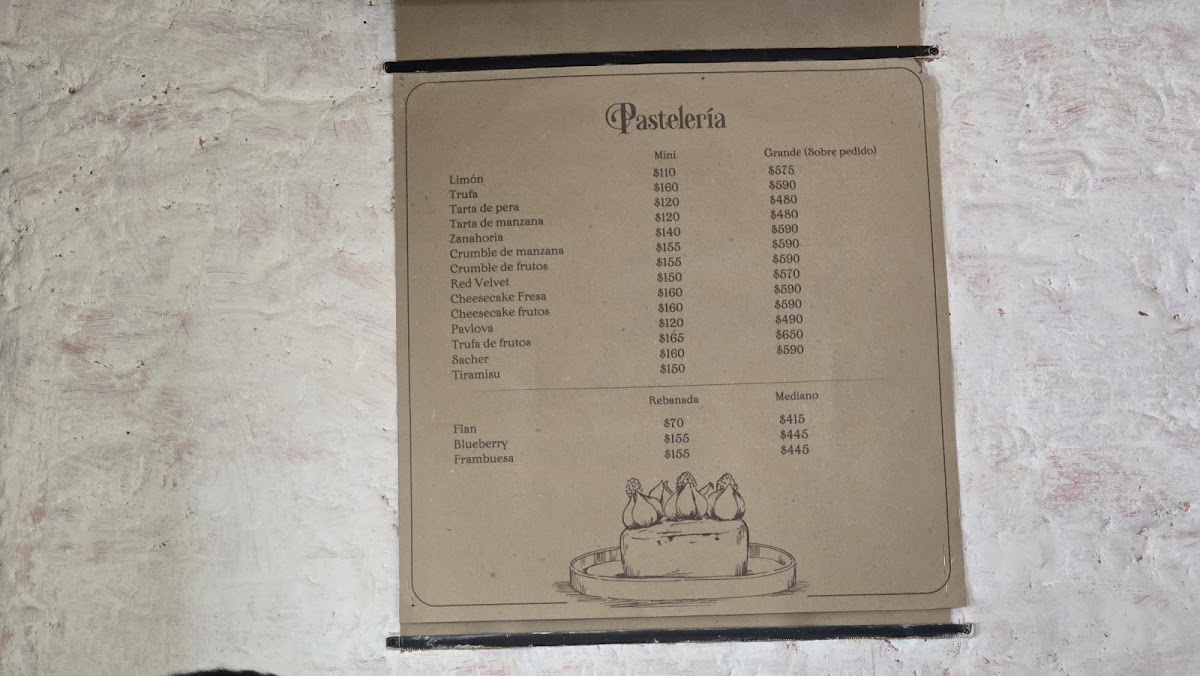 Pastelería
Mini Grande (Sobre pedido)
Limón $110 $575
Trufa $160 $590
Tarta de pera $120 $480
Tarta de manzana $120 $480
Zanahoria $140 $590
Crumble de manzana $155 $590
Crumble de frutos $155 $590
Red Velvet $150 $570
Cheesecake Fresa $160 $590
Cheesecake frutos $160 $590
Pavlova $120 $490
Trufa de frutos $165 $650
Sacher $160 $590
Tiramisu $150
Rebanada Mediano
Flan $70 $415
Blueberry $155 $445
Frambuesa $155 $445